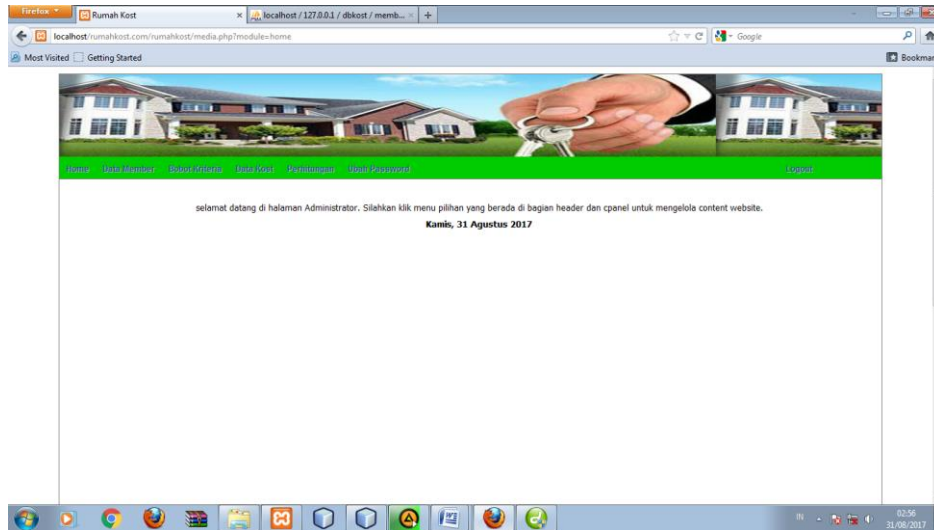 Firefox
Rumah Kost
localhost / 127.0.0.1 / dbkost / memb...
localhost/rumahkost.com/rumahkost/media.php?module=home
Google
Most Visited
Getting Started
Bookmar
Home
Data Member
Bobot Kriteria
Data Kost
Perhitungan
Ubah Password
Logout
selamat datang di halaman Administrator. Silahkan klik menu pilihan yang berada di bagian header dan cpanel untuk mengelola content website.
Kamis, 31 Agustus 2017
IN
02:56
31/08/2017